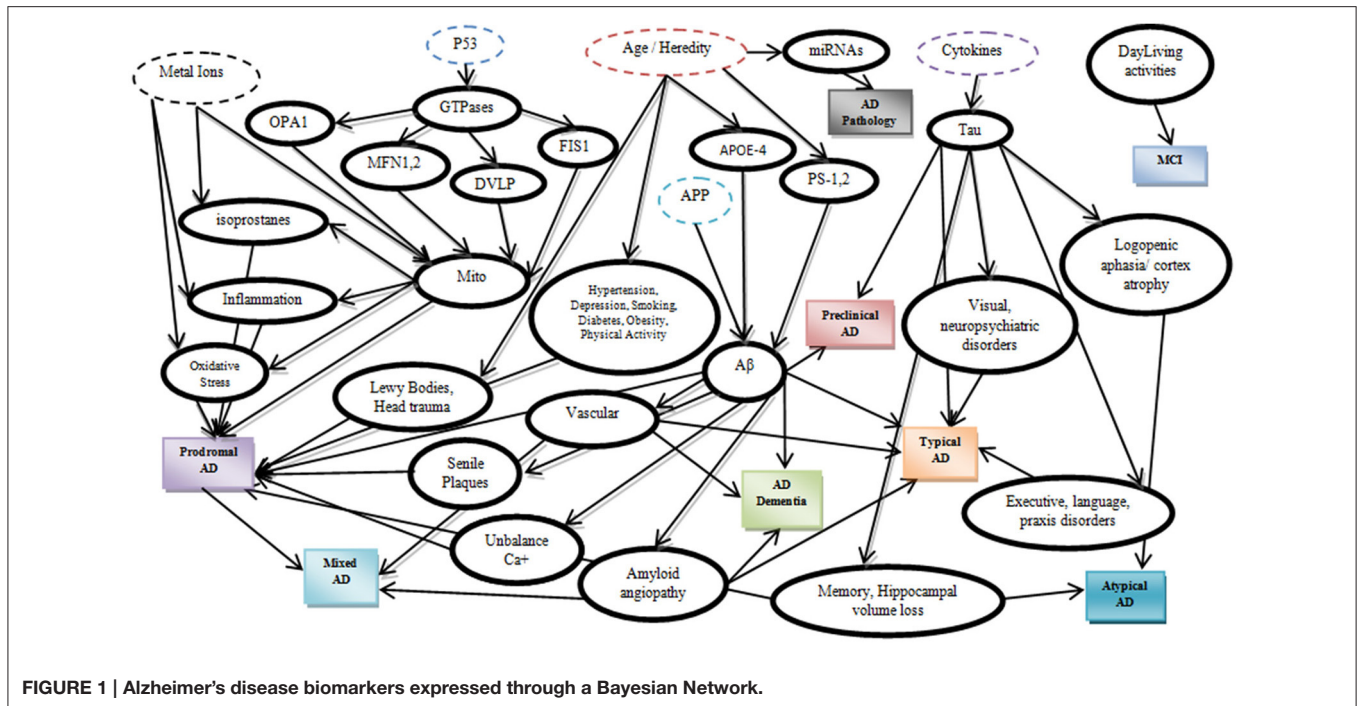 P53
Age / Heredity
miRNAs
Cytokines
DayLiving
activities
Metal Ions
OPA1
GTPases
FIS1
AD
Pathology
Tau
MFN1,2
DVLP
APOE-4
PS-1,2
MCI
APP
isoprostanes
Mito
Inflammation
Hypertension,
Depression, Smoking,
Diabetes, Obesity,
Physical Activity
Logopenic
aphasia/ cortex
atrophy
Preclinical
AD
Visual,
neuropsychiatric
disorders
Oxidative
Stress
Lewy Bodies,
Head trauma
Aβ
Vascular
Prodromal
AD
Senile
Plaques
AD
Dementia
Typical
AD
Executive, language,
praxis disorders
Unbalance
Ca+
Mixed
AD
Amyloid
angiopathy
Memory, Hippocampal
volume loss
Atypical
AD
FIGURE 1 | Alzheimer's disease biomarkers expressed through a Bayesian Network.